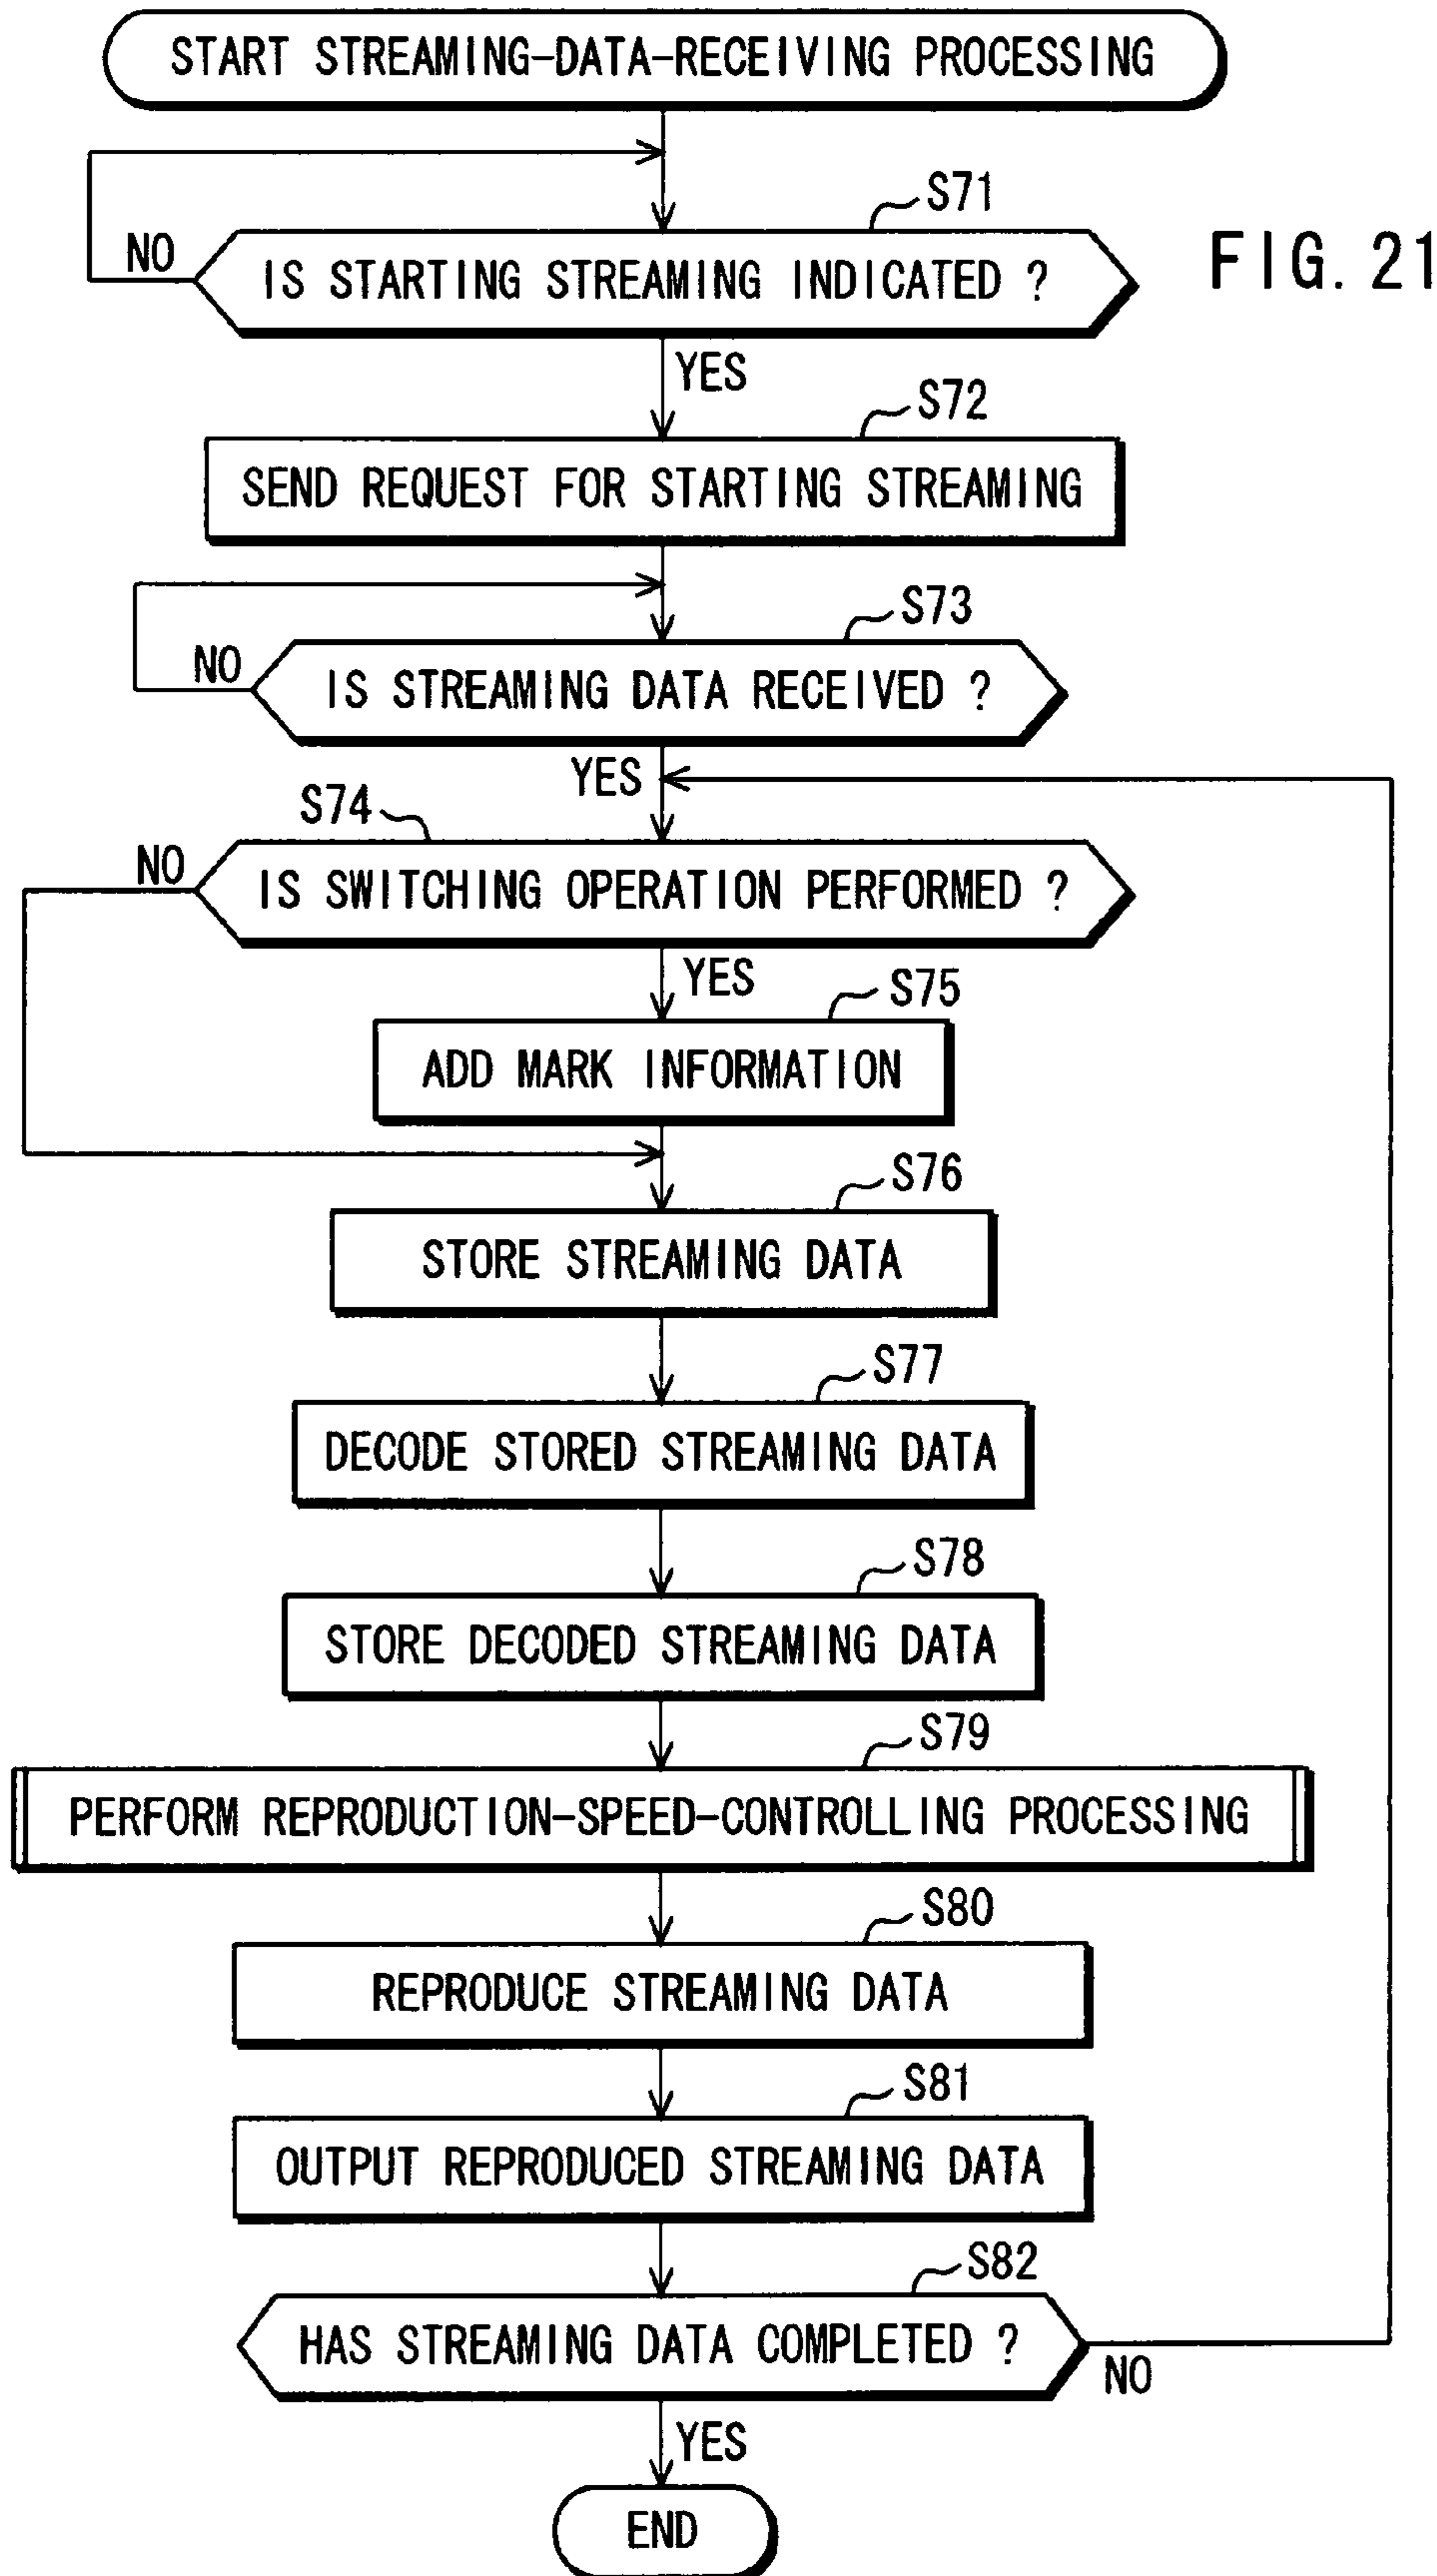 START STREAMING-DATA-RECEIVING PROCESSING
S71
NO
IS STARTING STREAMING INDICATED ?
FIG. 21
YES
S72
SEND REQUEST FOR STARTING STREAMING
S73
NO
IS STREAMING DATA RECEIVED ?
YES
S74
NO
IS SWITCHING OPERATION PERFORMED ?
YES
S75
ADD MARK INFORMATION
S76
STORE STREAMING DATA
S77
DECODE STORED STREAMING DATA
S78
STORE DECODED STREAMING DATA
S79
PERFORM REPRODUCTION-SPEED-CONTROLLING PROCESSING
S80
REPRODUCE STREAMING DATA
S81
OUTPUT REPRODUCED STREAMING DATA
S82
HAS STREAMING DATA COMPLETED ?
NO
YES
END